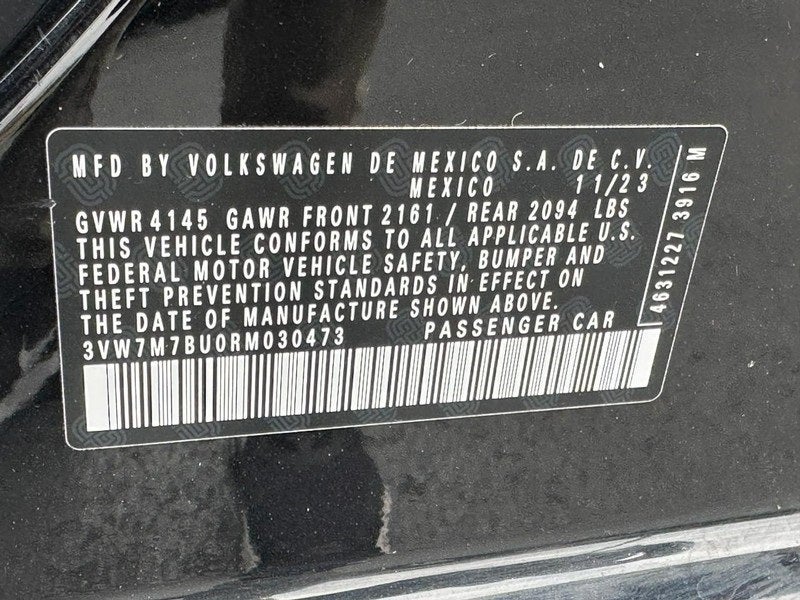 MFD BY VOLKSWAGEN DE MEXICO S.A. DE C.V.
MEXICO 11/23
GVWR 4145 GAWR FRONT 2161 / REAR 2094 LBS
THIS VEHICLE CONFORMS TO ALL APPLICABLE U.S.
FEDERAL MOTOR VEHICLE SAFETY, BUMPER AND
THEFT PREVENTION STANDARDS IN EFFECT ON
THE DATE OF MANUFACTURE SHOWN ABOVE.
3VW7M7BU0RM030473 PASSENGER CAR
4631227 3916 M